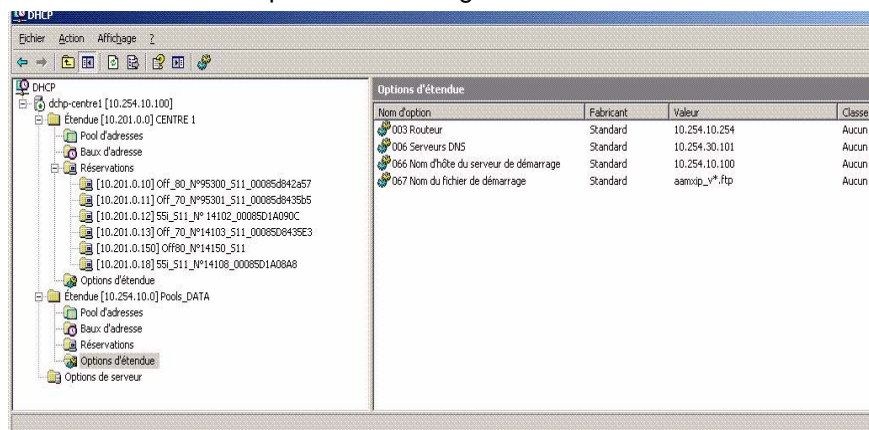 DHCP
Fichier Action Affichage ?
DHCP
dchp-centre1 [10.254.10.100]
Étendue [10.201.0.0] CENTRE 1
Pool d'adresses
Baux d'adresse
Réservations
[10.201.0.10] Off_80_N°95300_S11_00085d842a57
[10.201.0.11] Off_70_N°95301_S11_00085d8435b5
[10.201.0.12] 55i_S11_N° 14102_00085D1A090C
[10.201.0.13] Off_70_N°14103_S11_00085D8435E3
[10.201.0.150] Off80_N°14150_S11
[10.201.0.18] 55i_S11_N°14108_00085D1A08A8
Options d'étendue
Étendue [10.254.10.0] Pools_DATA
Pool d'adresses
Baux d'adresse
Réservations
Options d'étendue
Options de serveur
Options d'étendue
Nom d'option Fabricant Valeur Classe
003 Routeur Standard 10.254.10.254 Aucun
006 Serveurs DNS Standard 10.254.30.101 Aucun
066 Nom d'hôte du serveur de démarrage Standard 10.254.10.100 Aucun
067 Nom du fichier de démarrage Standard aamxip_v*.ftp Aucun